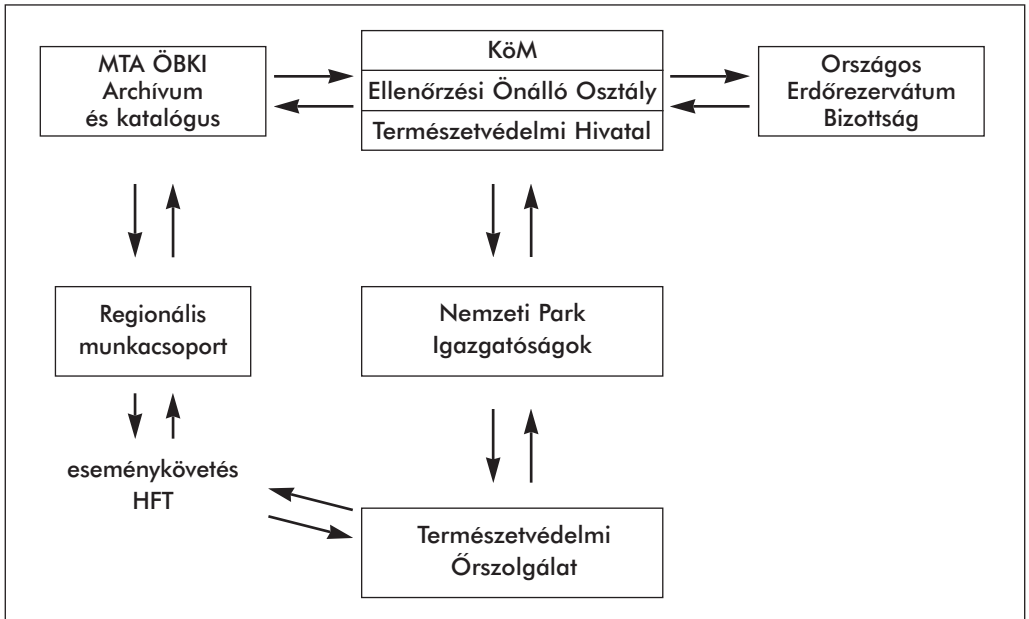 MTA ÖBKI
Archívum
és katalógus
KöM
Ellenőrzési Önálló Osztály
Természetvédelmi Hivatal
Országos
Erdőrezervátum
Bizottság
Regionális
munkacsoport
Nemzeti Park
Igazgatóságok
eseménykövetés
HFT
Természetvédelmi
Őrszolgálat